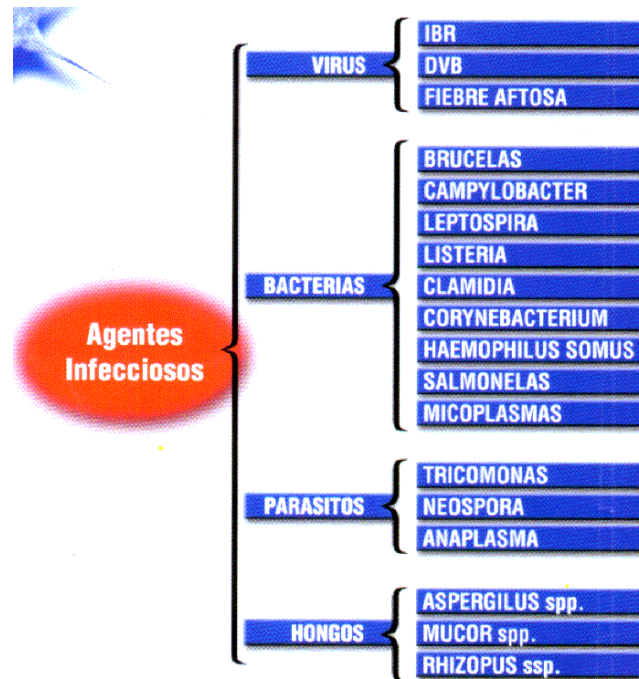 Agentes
Infecciosos
VIRUS
IBR
DVB
FIEBRE AFTOSA
BACTERIAS
BRUCELAS
CAMPYLOBACTER
LEPTOSPIRA
LISTERIA
CLAMIDIA
CORYNEBACTERIUM
HAEMOPHILUS SOMUS
SALMONELAS
MICOPLASMAS
PARASITOS
TRICOMONAS
NEOSPORA
ANAPLASMA
HONGOS
ASPERGILUS spp.
MUCOR spp.
RHIZOPUS ssp.